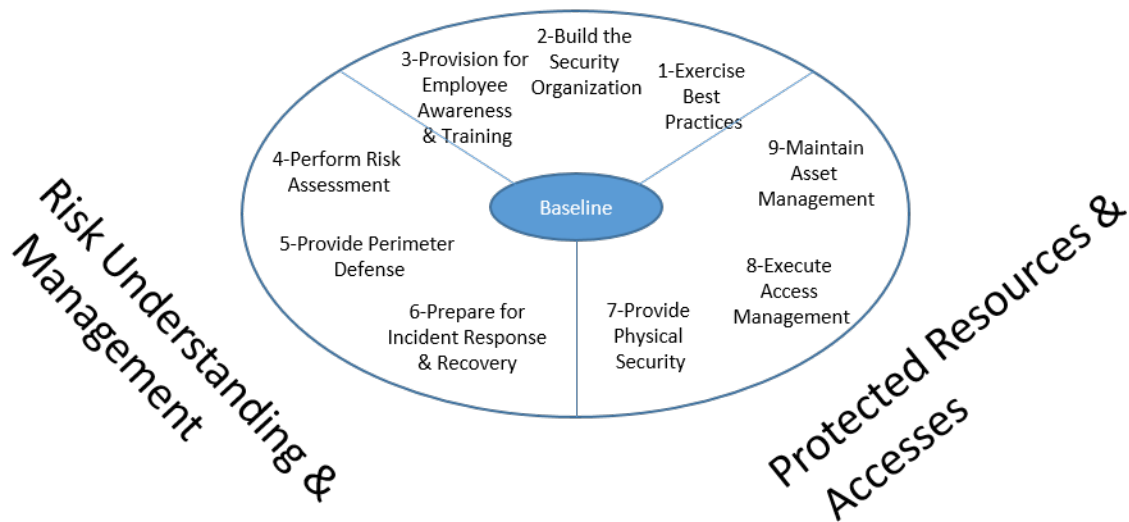 2-Build the
Security
Organization
3-Provision for
Employee
Awareness
& Training
1-Exercise
Best
Practices
4-Perform Risk
Assessment
9-Maintain
Asset
Management
Baseline
5-Provide Perimeter
Defense
8-Execute
Access
Management
6-Prepare for
Incident Response
& Recovery
7-Provide
Physical
Security
Risk Understanding &
Management
Protected Resources &
Accesses